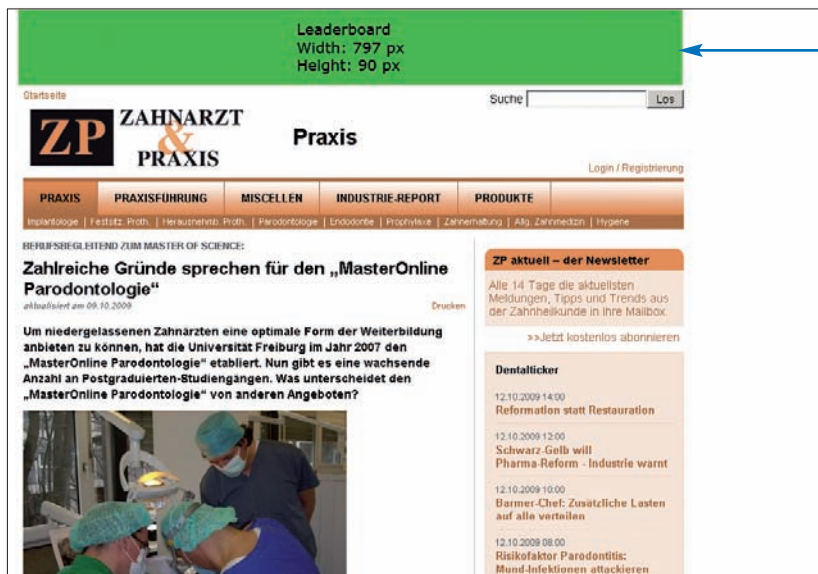 Leaderboard
Width: 797 px
Height: 90 px
Startseite
Suche Los
ZP ZAHNARZT & PRAXIS
Praxis
Login / Registrierung
PRAXIS PRAXISFÜHRUNG MISCELLEN INDUSTRIE-REPORT PRODUKTE
Implantologie | Festsitz. Proth. | Herausnehmb. Proth. | Parodontologie | Endodontie | Prophylaxe | Zahnerhaltung | Allg. Zahnmedizin | Hygiene
BERUFSBEGLEITEND ZUM MASTER OF SCIENCE:
Zahlreiche Gründe sprechen für den „MasterOnline
Parodontologie“
aktualisiert am 09.10.2009 Drucken
Um niedergelassenen Zahnärzten eine optimale Form der Weiterbildung
anbieten zu können, hat die Universität Freiburg im Jahr 2007 den
„MasterOnline Parodontologie“ etabliert. Nun gibt es eine wachsende
Anzahl an Postgraduierten-Studiengängen. Was unterscheidet den
„MasterOnline Parodontologie“ von anderen Angeboten?
ZP aktuell – der Newsletter
Alle 14 Tage die aktuellsten
Meldungen, Tipps und Trends aus
der Zahnheilkunde in Ihre Mailbox.
>>Jetzt kostenlos abonnieren
Dentalticker
12.10.2009 14:00
Reformation statt Restauration
12.10.2009 12:00
Schwarz-Gelb will
Pharma-Reform - Industrie warnt
12.10.2009 10:00
Barmer-Chef: Zusätzliche Lasten
auf alle verteilen
12.10.2009 08:00
Risikofaktor Parodontitis:
Mund-Infektionen attackieren